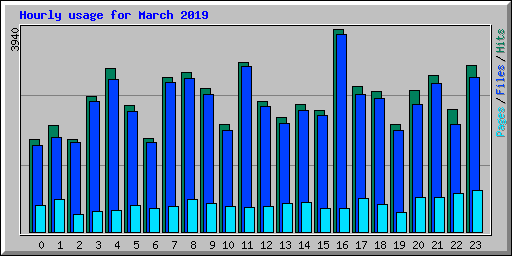 Hourly usage for March 2019
3940
Pages / Files / Hits
0 1 2 3 4 5 6 7 8 9 10 11 12 13 14 15 16 17 18 19 20 21 22 23